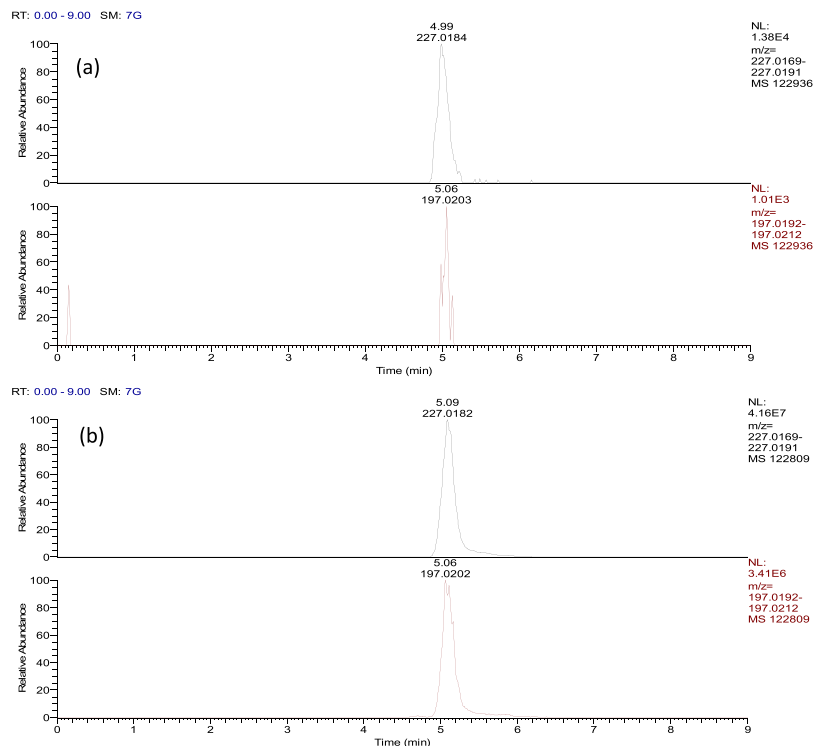 RT: 0.00 - 9.00 SM: 7G
4.99
227.0184
NL:
1.38E4
m/z=
227.0169-
227.0191
MS 122936
(a)
Relative Abundance
100
80
60
40
20
0
5.06
197.0203
NL:
1.01E3
m/z=
197.0192-
197.0212
MS 122936
Relative Abundance
100
80
60
40
20
0
0 1 2 3 4 5 6 7 8 9
Time (min)
RT: 0.00 - 9.00 SM: 7G
5.09
227.0182
NL:
4.16E7
m/z=
227.0169-
227.0191
MS 122809
(b)
Relative Abundance
100
80
60
40
20
0
5.06
197.0202
NL:
3.41E6
m/z=
197.0192-
197.0212
MS 122809
Relative Abundance
100
80
60
40
20
0
0 1 2 3 4 5 6 7 8 9
Time (min)